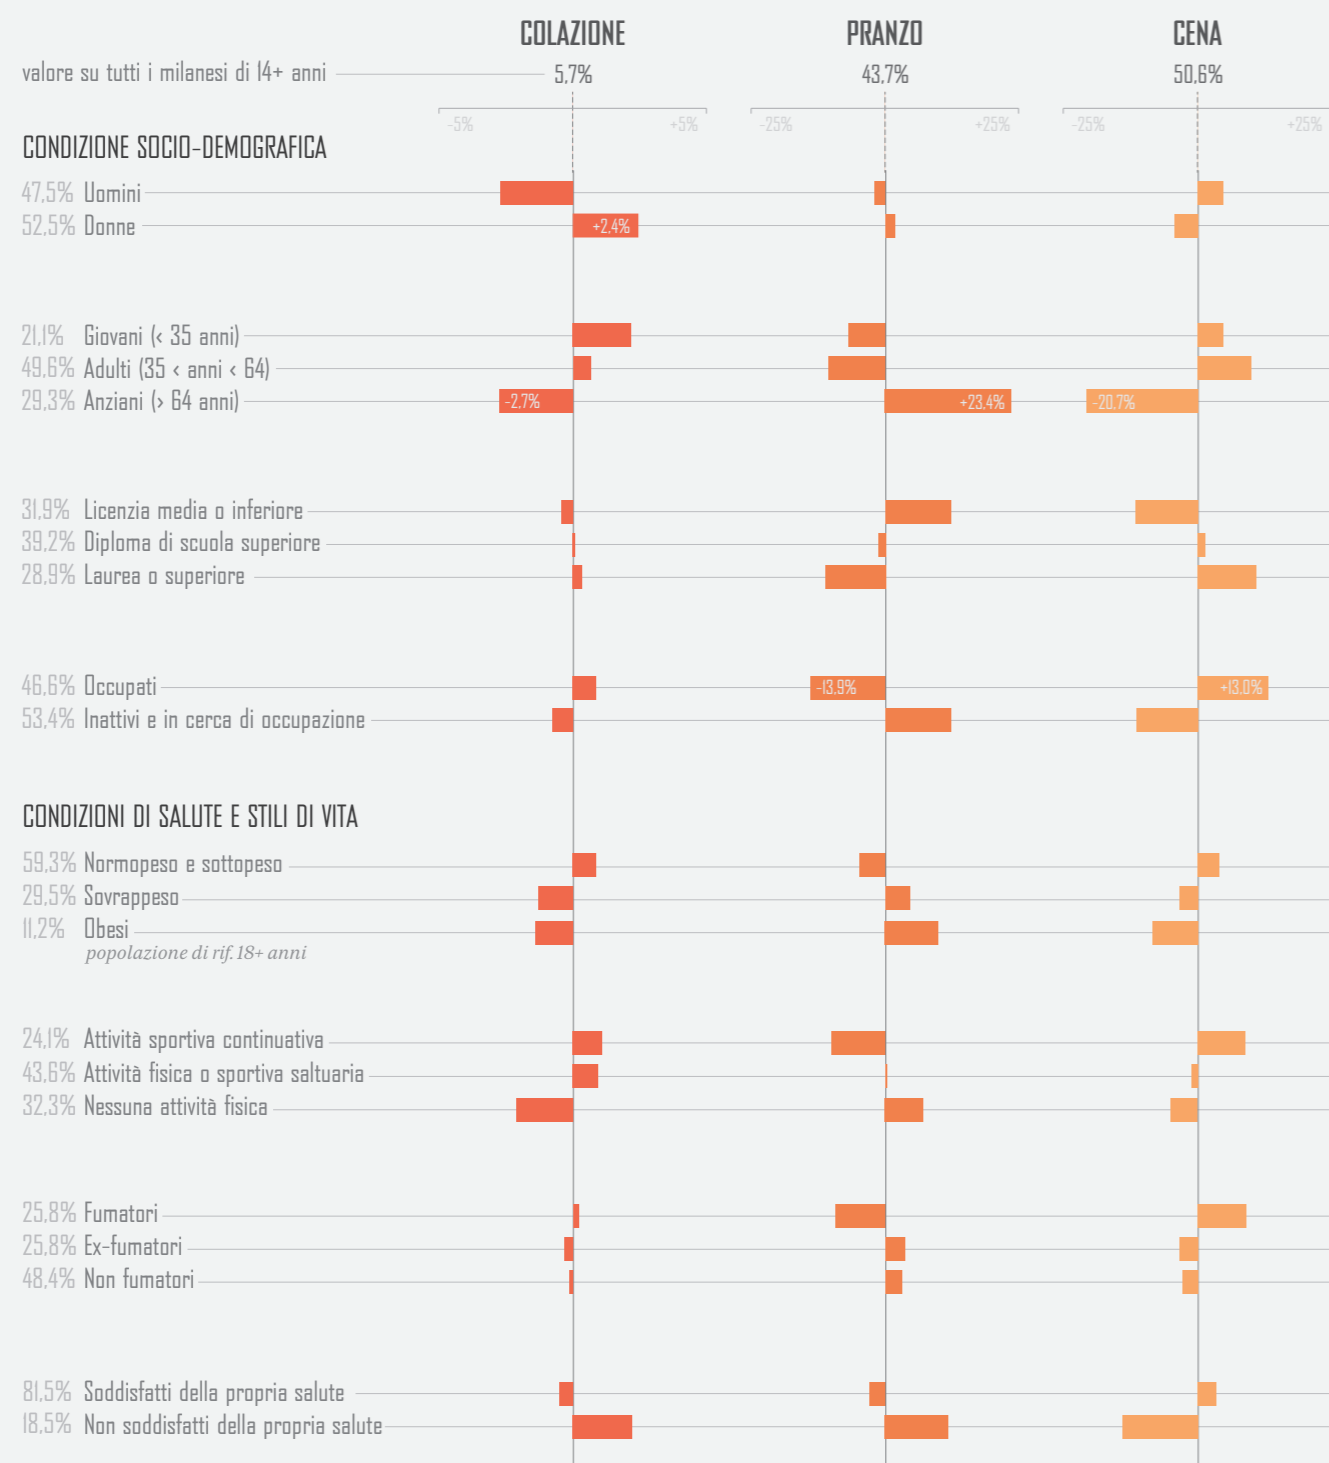 COLAZIONE PRANZO CENA
valore su tutti i milanesi di 14+ anni 5,7% 43,7% 50,6%
-5% +5% -25% +25% -25% +25%
CONDIZIONE SOCIO-DEMOGRAFICA
47,5% Uomini
52,5% Donne +2,4%
21,1% Giovani (< 35 anni)
49,6% Adulti (35 < anni < 64)
29,3% Anziani (> 64 anni) -2,7% +23,4% -20,7%
31,9% Licenzia media o inferiore
39,2% Diploma di scuola superiore
28,9% Laurea o superiore
46,6% Occupati -13,9% +13,0%
53,4% Inattivi e in cerca di occupazione
CONDIZIONI DI SALUTE E STILI DI VITA
59,3% Normopeso e sottopeso
29,5% Sovrappeso
11,2% Obesi
popolazione di rif. 18+ anni
24,1% Attività sportiva continuativa
43,6% Attività fisica o sportiva saltuaria
32,3% Nessuna attività fisica
25,8% Fumatori
25,8% Ex-fumatori
48,4% Non fumatori
81,5% Soddisfatti della propria salute
18,5% Non soddisfatti della propria salute